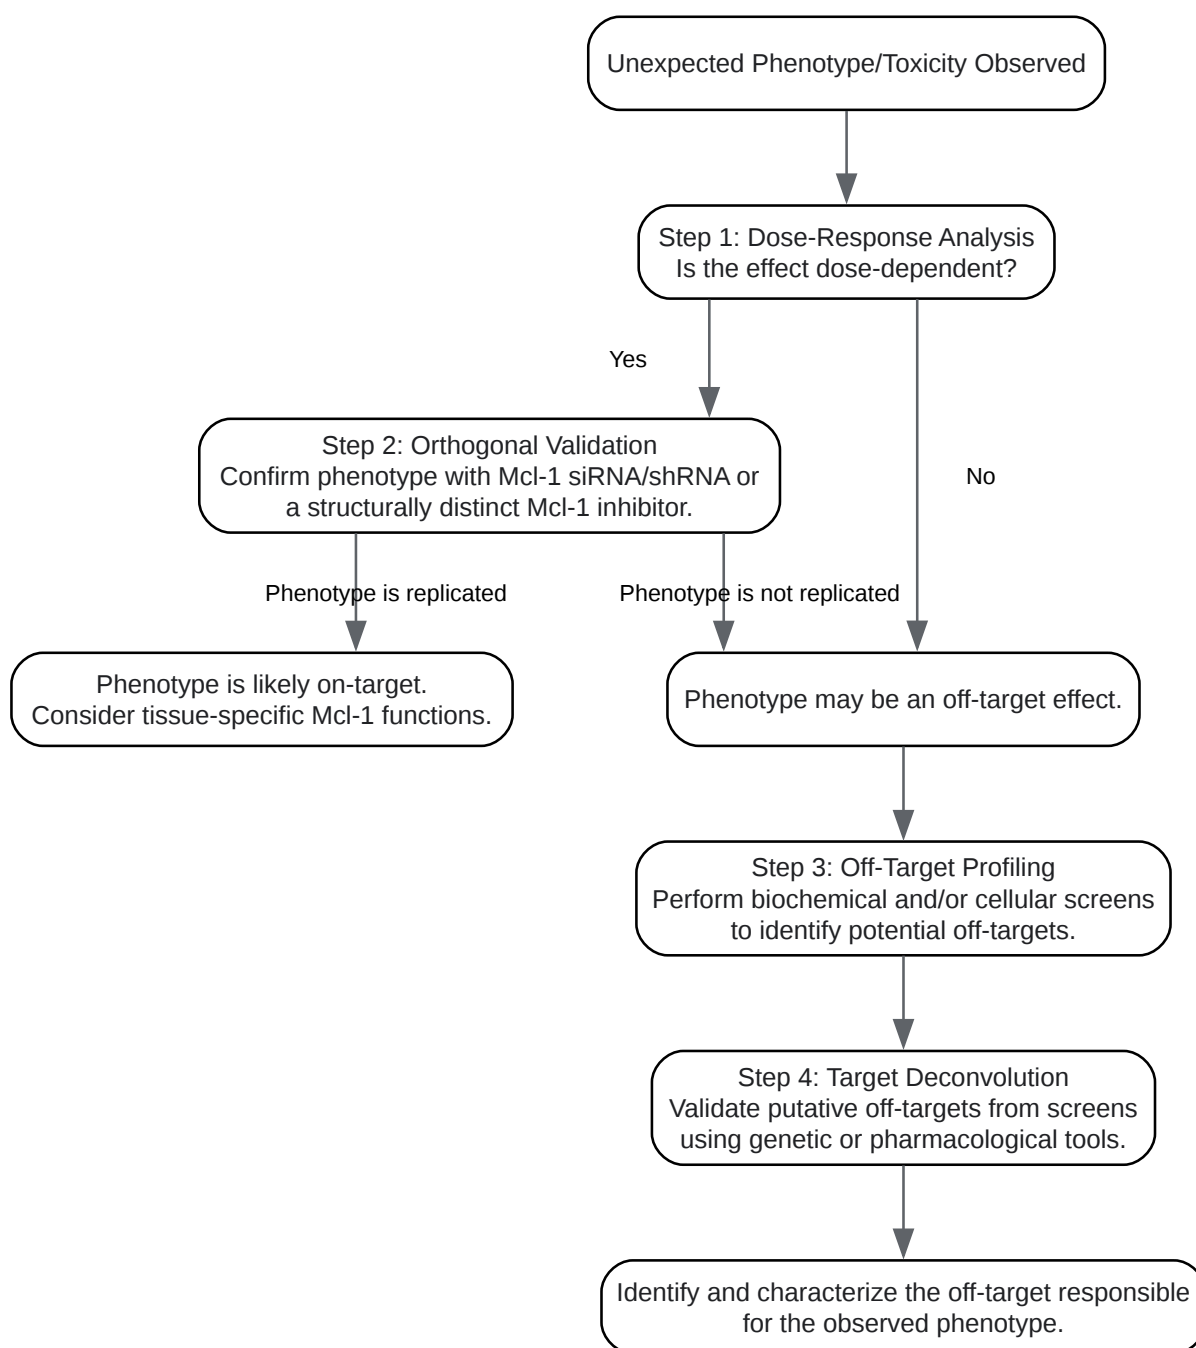 Unexpected Phenotype/Toxicity Observed
Step 1: Dose-Response Analysis
Is the effect dose-dependent?
Yes
Step 2: Orthogonal Validation
Confirm phenotype with Mcl-1 siRNA/shRNA or
a structurally distinct Mcl-1 inhibitor.
No
Phenotype is replicated
Phenotype is not replicated
Phenotype is likely on-target.
Consider tissue-specific Mcl-1 functions.
Phenotype may be an off-target effect.
Step 3: Off-Target Profiling
Perform biochemical and/or cellular screens
to identify potential off-targets.
Step 4: Target Deconvolution
Validate putative off-targets from screens
using genetic or pharmacological tools.
Identify and characterize the off-target responsible
for the observed phenotype.